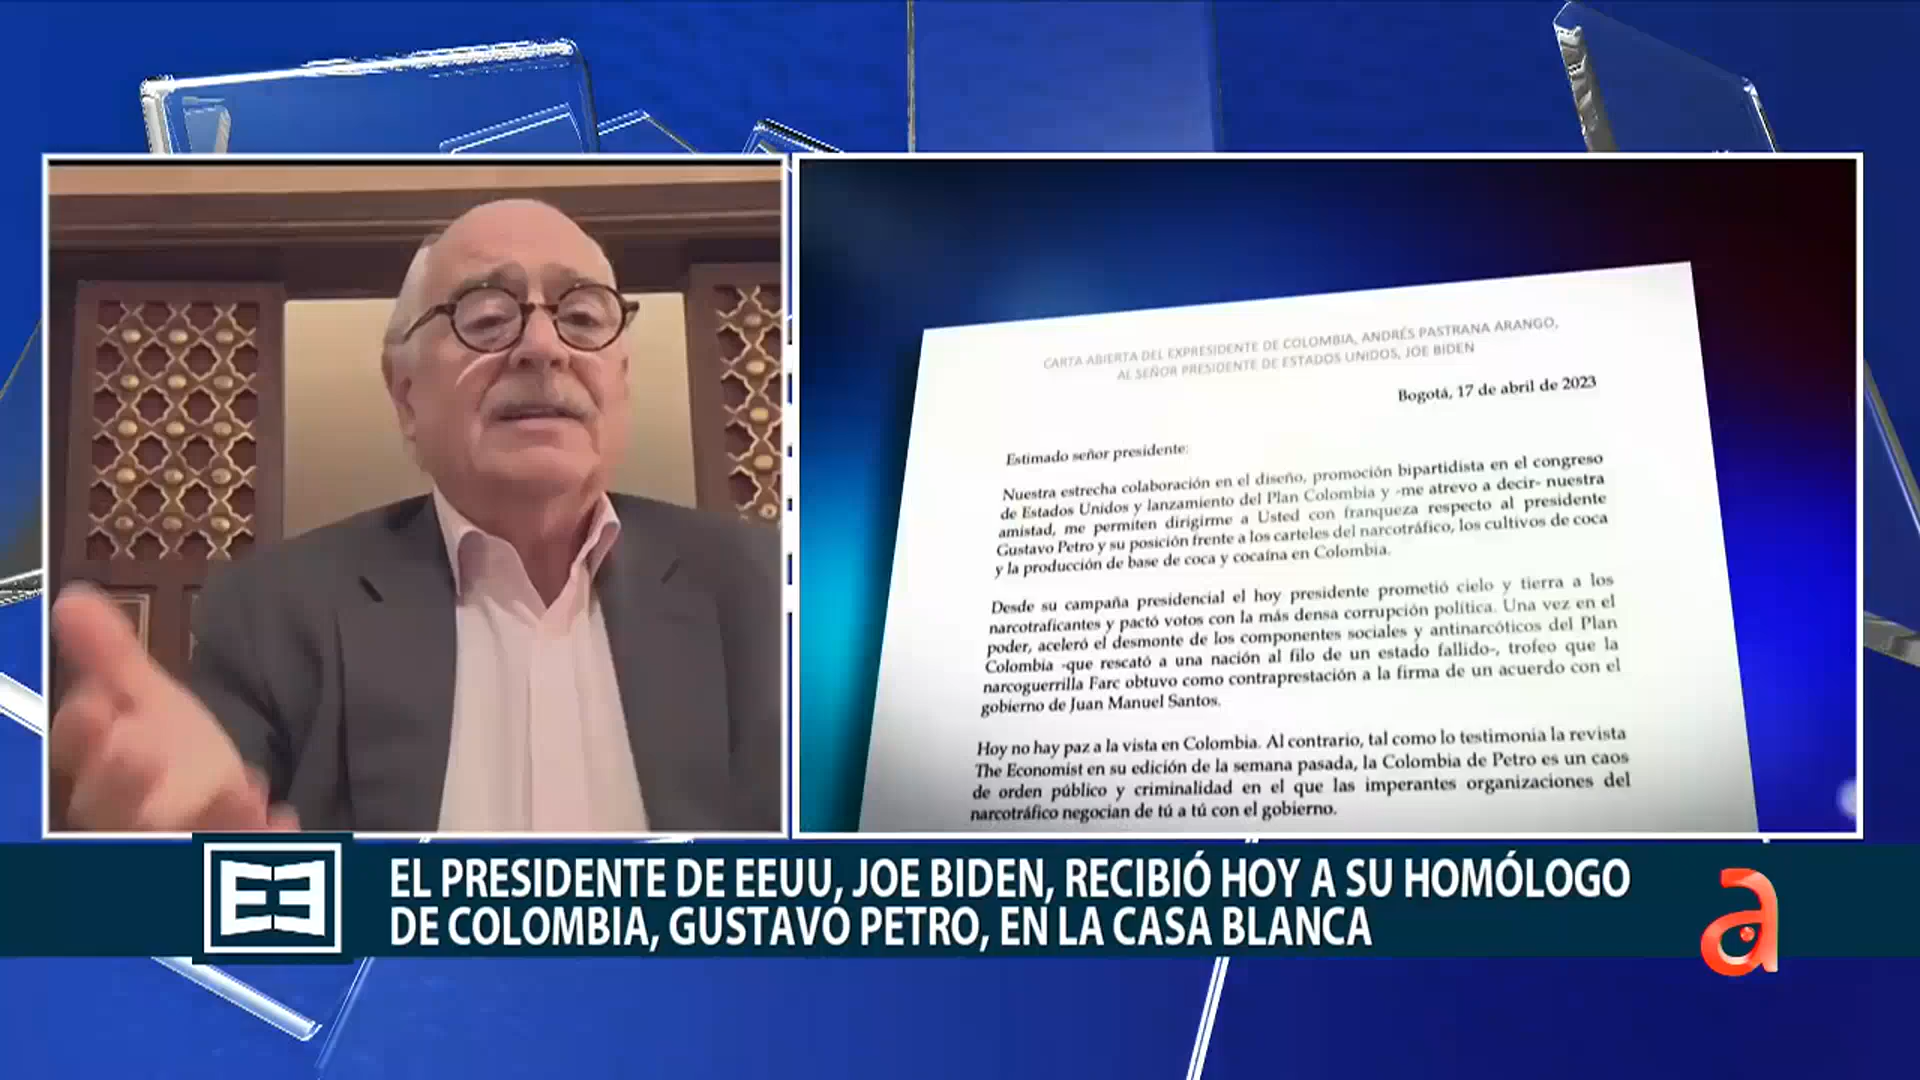 CARTA ABIERTA DEL EXPRESIDENTE DE COLOMBIA, ANDRÉS PASTRANA ARANGO,
AL SEÑOR PRESIDENTE DE ESTADOS UNIDOS, JOE BIDEN
Bogotá, 17 de abril de 2023
Estimado señor presidente:
Nuestra estrecha colaboración en el diseño, promoción bipartidista en el congreso
de Estados Unidos y lanzamiento del Plan Colombia y -me atrevo a decir- nuestra
amistad, me permiten dirigirme a Usted con franqueza respecto al presidente
Gustavo Petro y su posición frente a los carteles del narcotráfico, los cultivos de coca
y la producción de base de coca y cocaína en Colombia.
Desde su campaña presidencial el hoy presidente prometió cielo y tierra a los
narcotraficantes y pactó votos con la más densa corrupción política. Una vez en el
poder, aceleró el desmonte de los componentes sociales y antinarcóticos del Plan
Colombia -que rescató a una nación al filo de un estado fallido-, trofeo que la
narcoguerrilla Farc obtuvo como contraprestación a la firma de un acuerdo con el
gobierno de Juan Manuel Santos.
Hoy no hay paz a la vista en Colombia. Al contrario, tal como lo testimonia la revista
The Economist en su edición de la semana pasada, la Colombia de Petro es un caos
de orden público y criminalidad en el que las imperantes organizaciones del
narcotráfico negocian de tú a tú con el gobierno.
EL PRESIDENTE DE EEUU, JOE BIDEN, RECIBIÓ HOY A SU HOMÓLOGO
DE COLOMBIA, GUSTAVO PETRO, EN LA CASA BLANCA
a